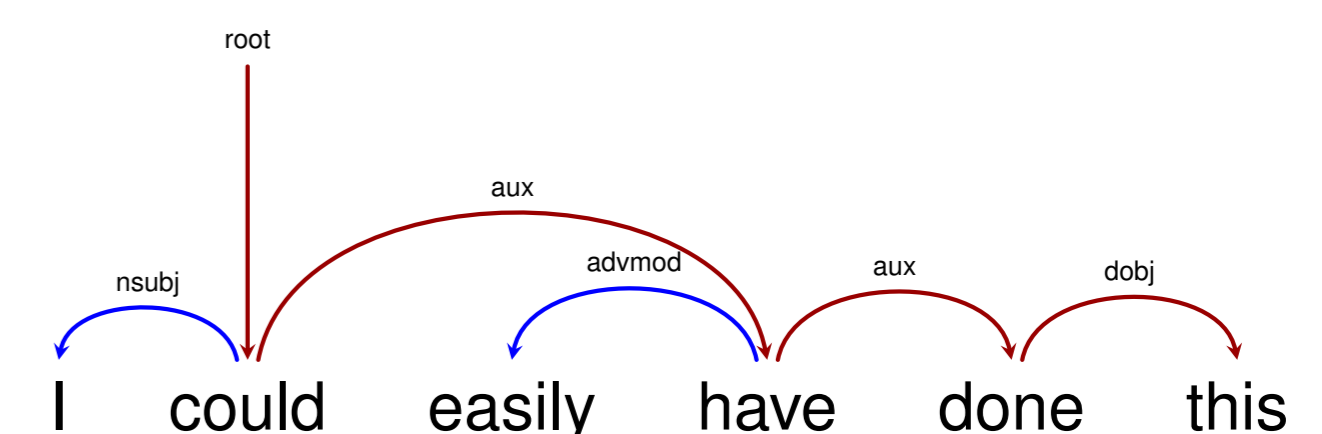 root
aux
advmod
aux
dobj
nsubj
I could easily have done this